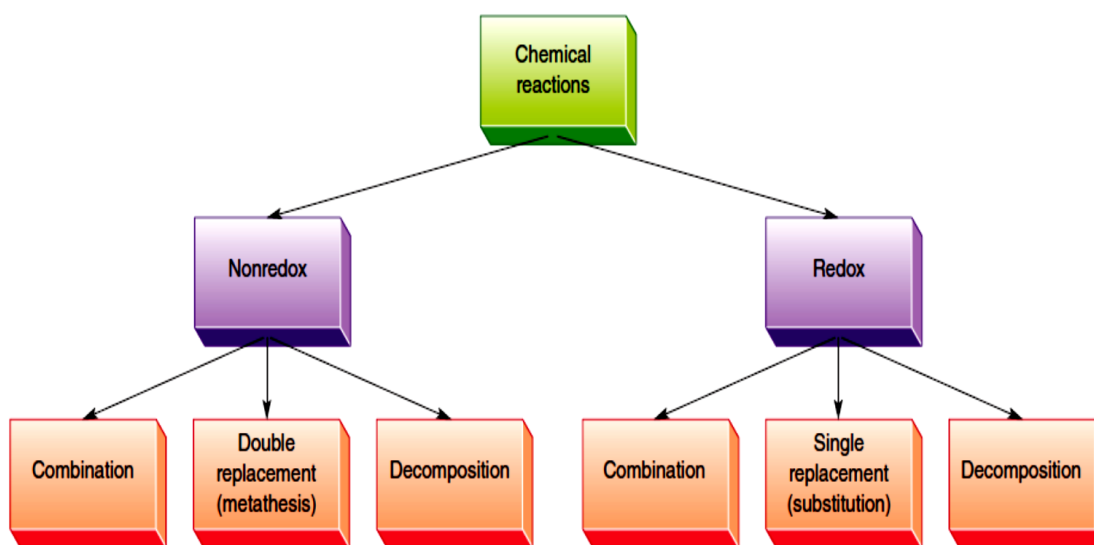 Chemical
reactions
Nonredox
Redox
Combination
Double
replacement
(metathesis)
Decomposition
Combination
Single
replacement
(substitution)
Decomposition